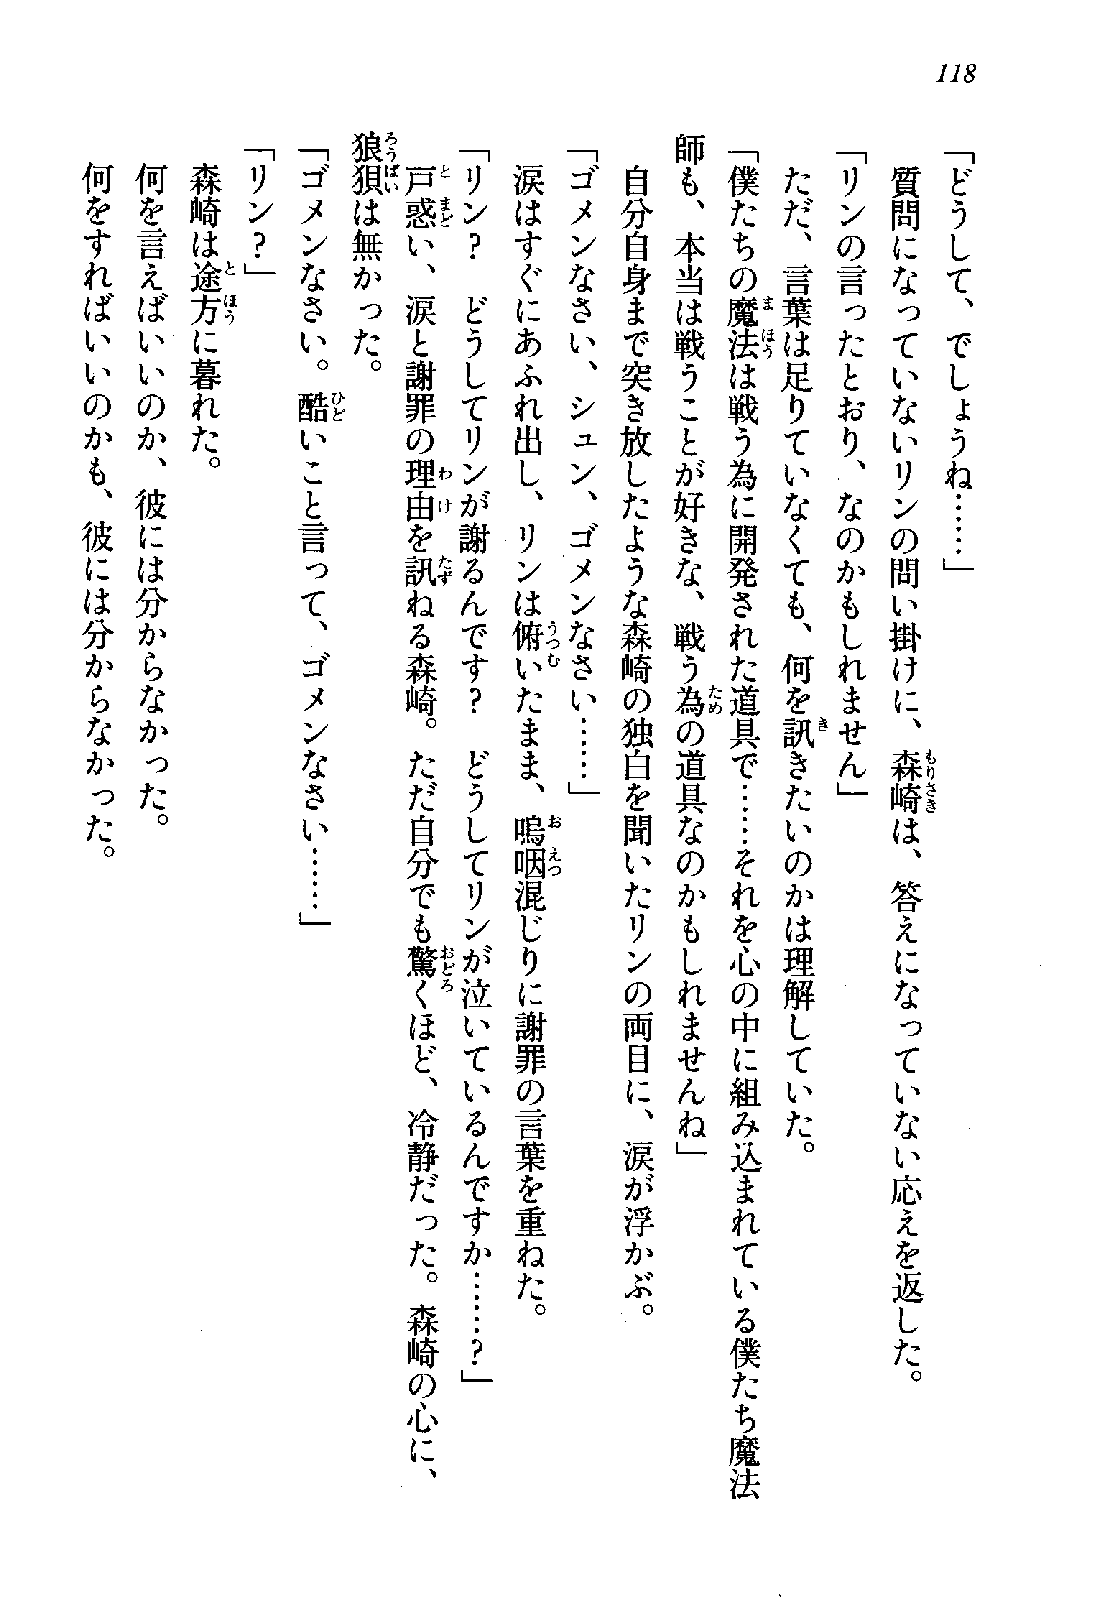 118
「どうして、でしょうね……」
質問になっていないリンの問い掛けに、森崎は、答えになっていない応えを返した。
「リンの言ったとおり、なのかもしれません」
ただ、言葉は足りていなくても、何を訊きたいのかは理解していた。
「僕たちの魔法は戦う為に開発された道具で……それを心の中に組み込まれている僕たち魔法
師も、本当は戦うことが好きな、戦う為の道具なのかもしれませんね」
自分自身まで突き放したような森崎の独白を聞いたリンの両目に、涙が浮かぶ。
「ゴメンなさい、シュン、ゴメンなさい……」
涙はすぐにあふれ出し、リンは俯いたまま、嗚咽混じりに謝罪の言葉を重ねた。
「リン？　どうしてリンが謝るんです？　どうしてリンが泣いているんですか……？」
戸惑い、涙と謝罪の理由を訊ねる森崎。ただ自分でも驚くほど、冷静だった。森崎の心に、
狼狽は無かった。
「ゴメンなさい。酷いこと言って、ゴメンなさい……」
「リン？」
森崎は途方に暮れた。
何を言えばいいのか、彼には分からなかった。
何をすればいいのかも、彼には分からなかった。